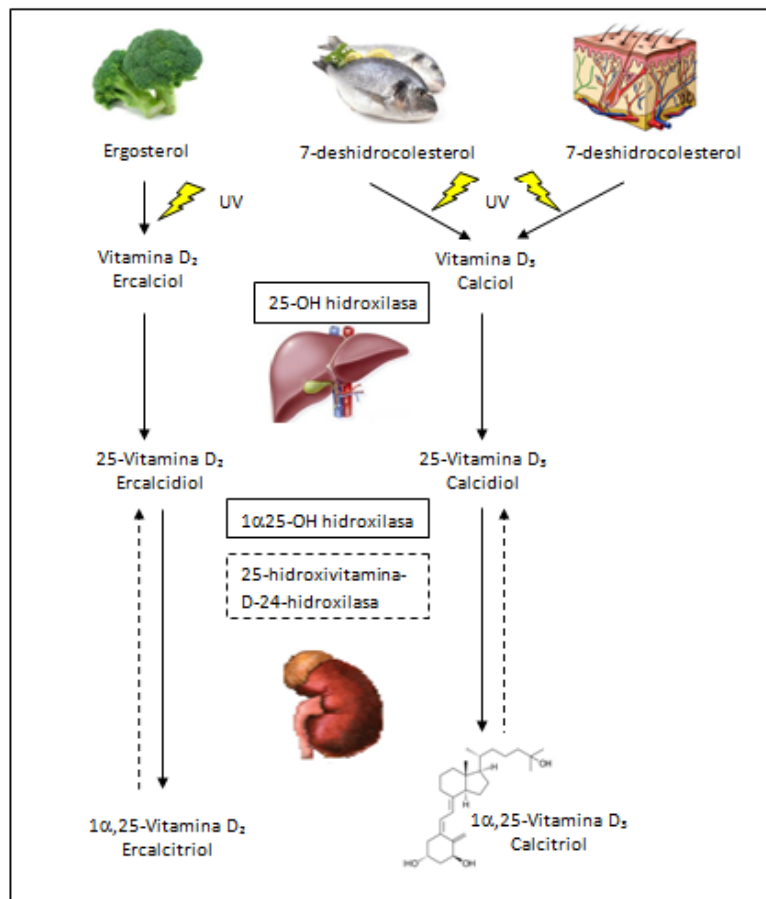 Ergosterol
7-deshidrocolesterol
7-deshidrocolesterol
UV
UV
Vitamina D₂
Ercalciol
Vitamina D₃
Calciol
25-OH hidroxilasa
25-Vitamina D₂
Ercalcidiol
25-Vitamina D₃
Calcidiol
1α25-OH hidroxilasa
25-hidroxivitamina-
D-24-hidroxilasa
OH
H
H
1α,25-Vitamina D₂
Ercalcitriol
1α,25-Vitamina D₃
Calcitriol
HO
OH